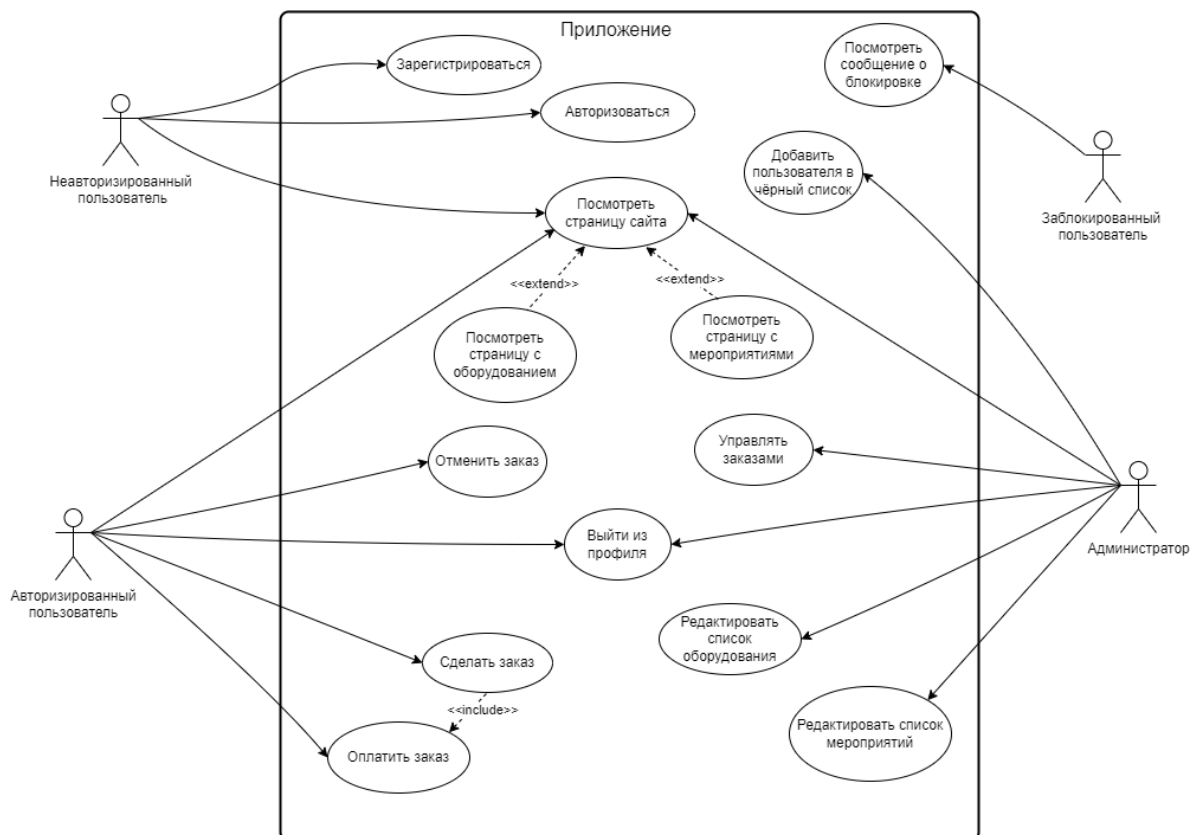 Приложение
Зарегистрироваться
Посмотреть
сообщение о
блокировке
Авторизоваться
Неавторизированный
пользователь
Добавить
пользователя в
чёрный список
Заблокированный
пользователь
Посмотреть
страницу сайта
<<extend>>
<<extend>>
Посмотреть
страницу с
оборудованием
Посмотреть
страницу с
мероприятиями
Отменить заказ
Управлять
заказами
Выйти из
профиля
Администратор
Авторизированный
пользователь
Редактировать
список
оборудования
Сделать заказ
<<include>>
Редактировать список
мероприятий
Оплатить заказ